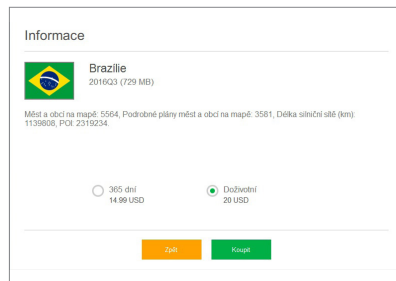 Informace
Brazílie
2016Q3 (729 MB)
Měst a obcí na mapě: 5564, Podrobné plány měst a obcí na mapě: 3581, Délka silniční sítě (km):
1139808, POI: 2319234.
365 dní
14.99 USD
Doživotní
20 USD
Zpět
Koupit